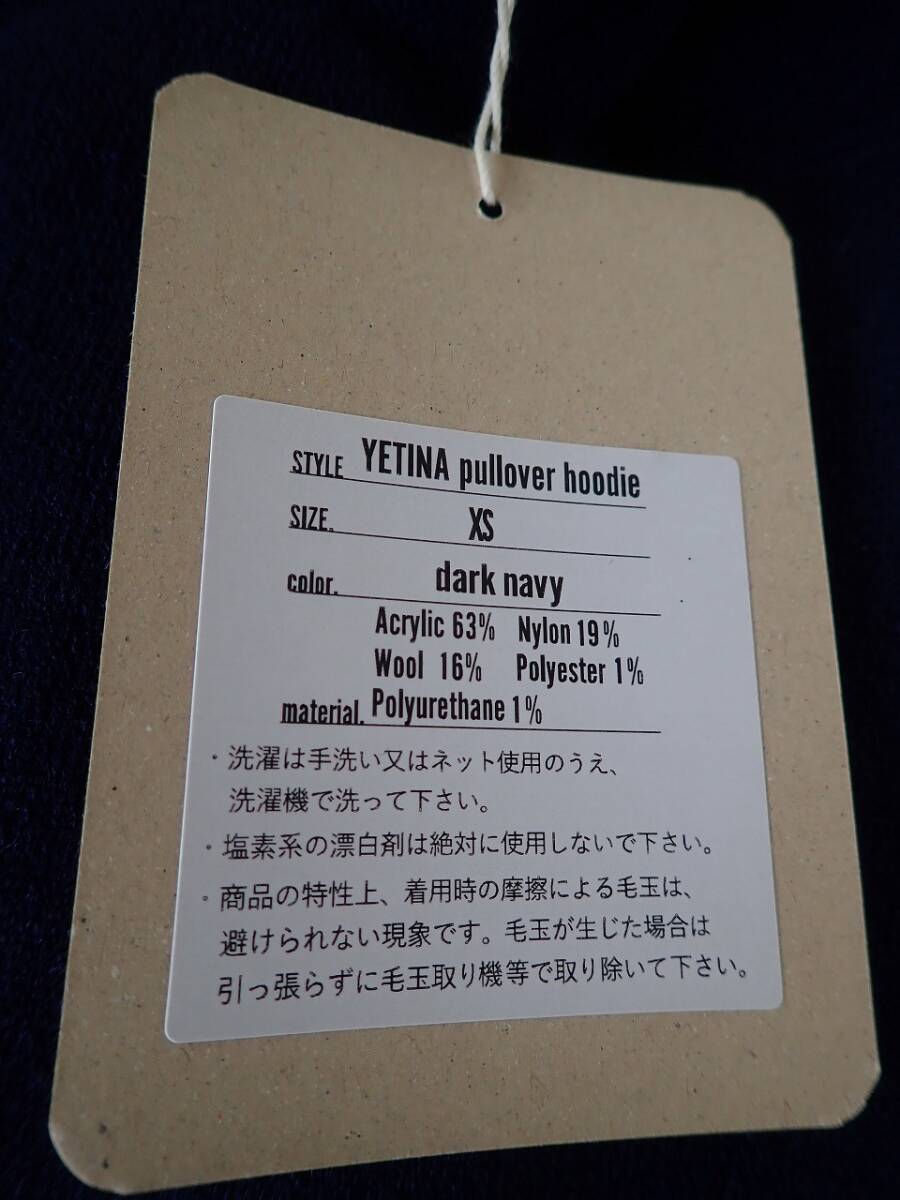 STYLE YETINA pullover hoodie
SIZE. XS
color. dark navy
Acrylic 63% Nylon 19%
Wool 16% Polyester 1%
material. Polyurethane 1%
・洗濯は手洗い又はネット使用のうえ、
洗濯機で洗って下さい。
・塩素系の漂白剤は絶対に使用しないで下さい。
・商品の特性上、着用時の摩擦による毛玉は、
避けられない現象です。毛玉が生じた場合は
引っ張らずに毛玉取り機等で取り除いて下さい。